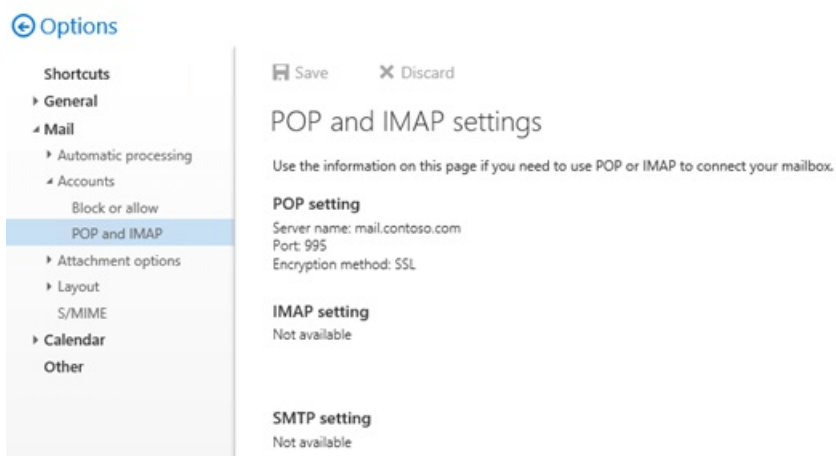 Options
Shortcuts
General
Mail
Automatic processing
Accounts
Block or allow
POP and IMAP
Attachment options
Layout
S/MIME
Calendar
Other
Save Discard
POP and IMAP settings
Use the information on this page if you need to use POP or IMAP to connect your mailbox.
POP setting
Server name: mail.contoso.com
Port: 995
Encryption method: SSL
IMAP setting
Not available
SMTP setting
Not available